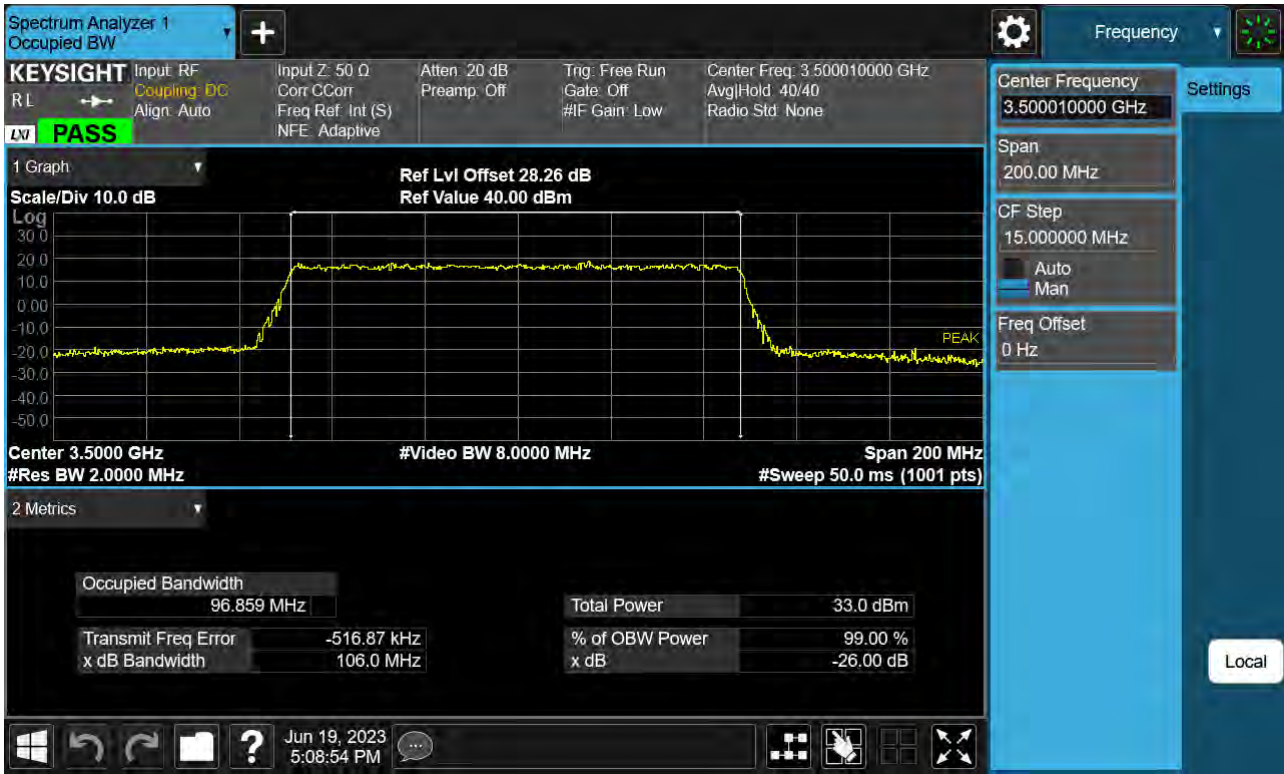 Spectrum Analyzer 1
Occupied BW
+
Frequency
KEYSIGHT
R L
LXI
PASS
Input: RF
Coupling: DC
Align: Auto
Input Z: 50 Ω
Corr CCorr
Freq Ref: Int (S)
NFE: Adaptive
Atten: 20 dB
Preamp: Off
Trig: Free Run
Gate: Off
#IF Gain: Low
Center Freq: 3.500010000 GHz
Avg|Hold: 40/40
Radio Std: None
Center Frequency
3.500010000 GHz
Settings
Span
200.00 MHz
CF Step
15.000000 MHz
Auto
Man
Freq Offset
0 Hz
Local
1 Graph
Scale/Div 10.0 dB
Ref Lvl Offset 28.26 dB
Ref Value 40.00 dBm
Log
30.0
20.0
10.0
0.00
-10.0
-20.0
-30.0
-40.0
-50.0
PEAK
Center 3.5000 GHz
#Video BW 8.0000 MHz
Span 200 MHz
#Res BW 2.0000 MHz
#Sweep 50.0 ms (1001 pts)
2 Metrics
Occupied Bandwidth
96.859 MHz
Total Power 33.0 dBm
Transmit Freq Error -516.87 kHz
% of OBW Power 99.00 %
x dB Bandwidth 106.0 MHz
x dB -26.00 dB
?
Jun 19, 2023
5:08:54 PM